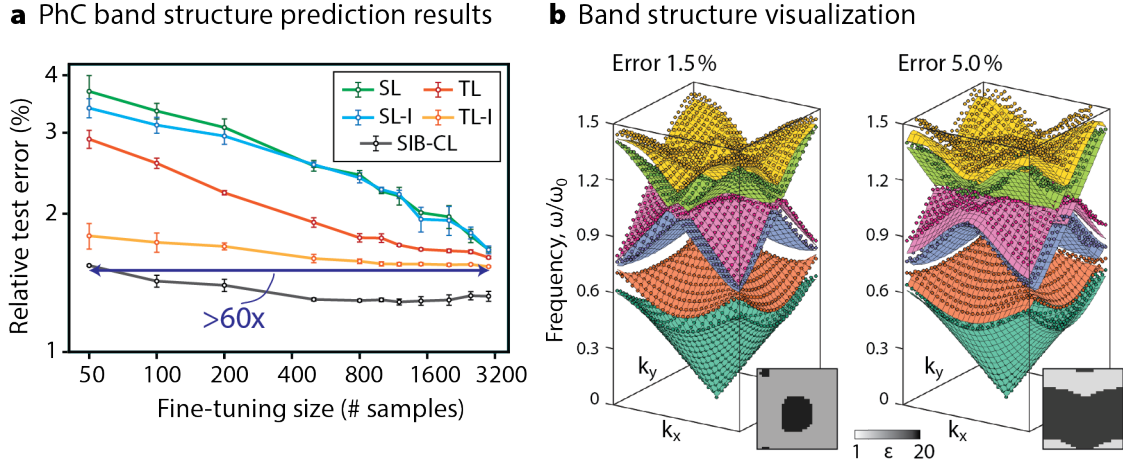 a PhC band structure prediction results
Relative test error (%)
4
3
2
1
SL
TL
SL-I
TL-I
SIB-CL
>60x
50 100 200 400 800 1600 3200
Fine-tuning size (# samples)
b Band structure visualization
Error 1.5 %
Error 5.0 %
Frequency, ω/ω0
1.5
1.2
0.9
0.6
0.3
0
ky
kx
1.5
1.2
0.9
0.6
0.3
0
ky
kx
1 ε 20